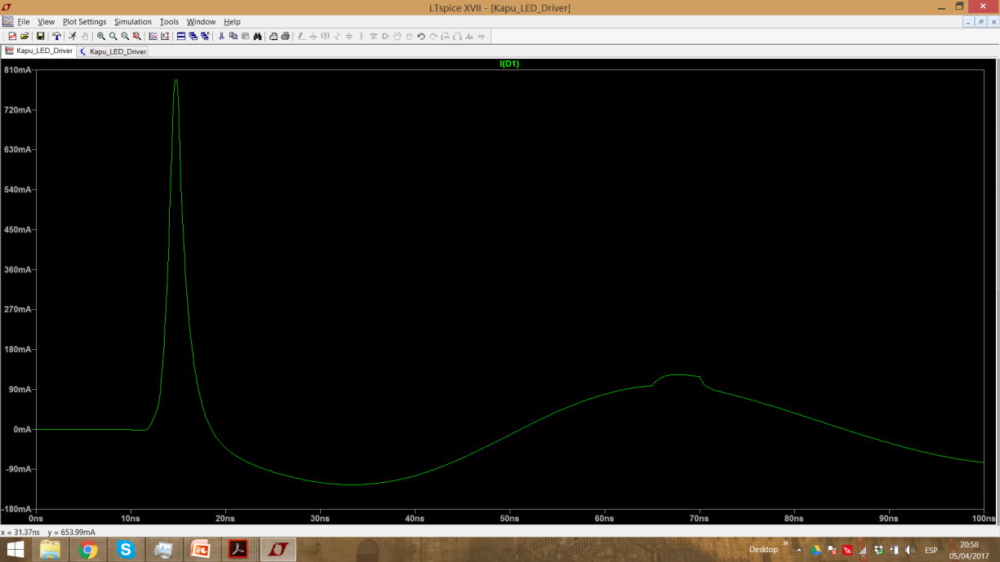 LTspice XVII - [Kapu_LED_Driver]
File View Plot Settings Simulation Tools Window Help
Kapu_LED_Driver Kapu_LED_Driver
I(D1)
810mA
720mA
630mA
540mA
450mA
360mA
270mA
180mA
90mA
0mA
-90mA
-180mA
0ns 10ns 20ns 30ns 40ns 50ns 60ns 70ns 80ns 90ns 100ns
x = 31.37ns y = 653.99mA
Desktop » ESP 20:58
05/04/2017